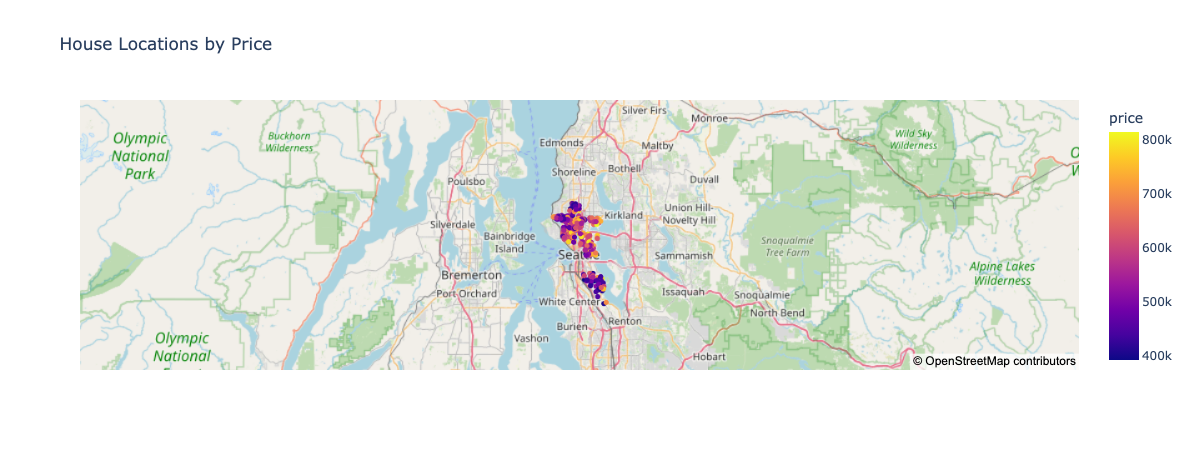 House Locations by Price
Silver Firs
Monroe
Olympic
National
Park
Buckhorn
Wilderness
Wild Sky
Wilderness
Edmonds
Maltby
Shoreline
Bothell
Duvall
Poulsbo
Union Hill-
Novelty Hill
Kirkland
Silverdale
Bainbridge
Island
Snoqualmie
Tree Farm
Sea
Sammamish
Bremerton
Alpine Lakes
Wilderness
Port Orchard
White Center
Issaquah
Snoqualmie
North Bend
Renton
Burien
Vashon
Olympic
National
Hobart
© OpenStreetMap contributors
price
800k
700k
600k
500k
400k